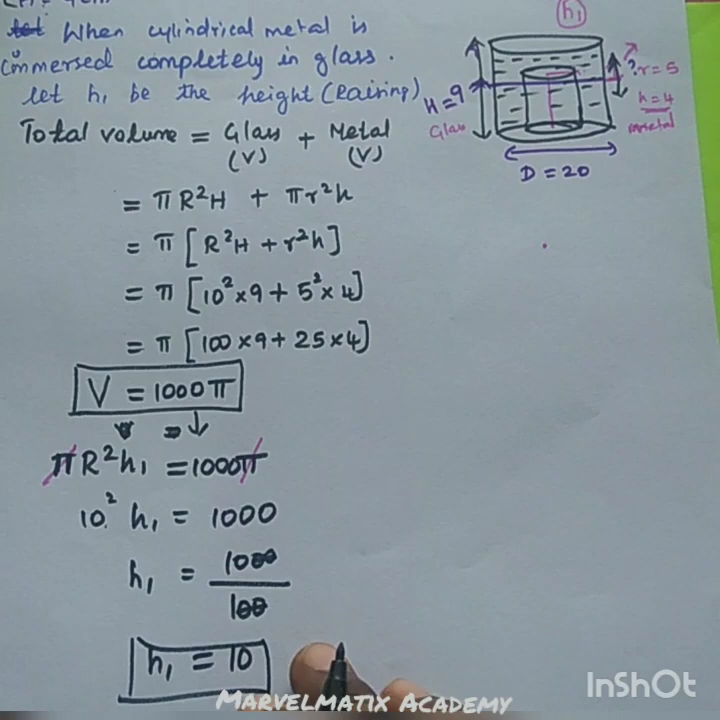 When cylindrical metal is
immersed completely in glass.
let h₁ be the height (Raising)
Total volume = Glass + Metal
(V) (V)
= πR²H + πr²h
= π[R²H + r²h]
= π[10²×9 + 5²×4]
= π[100×9+25×4]
V = 1000π
πR²h₁ = 1000π
10² h₁ = 1000
h₁ = 1000
100
h₁ = 10
h₁
H=9
Glass
?
r=5
h=4
metal
D = 20
InShOt
MARVELMATIX ACADEMY